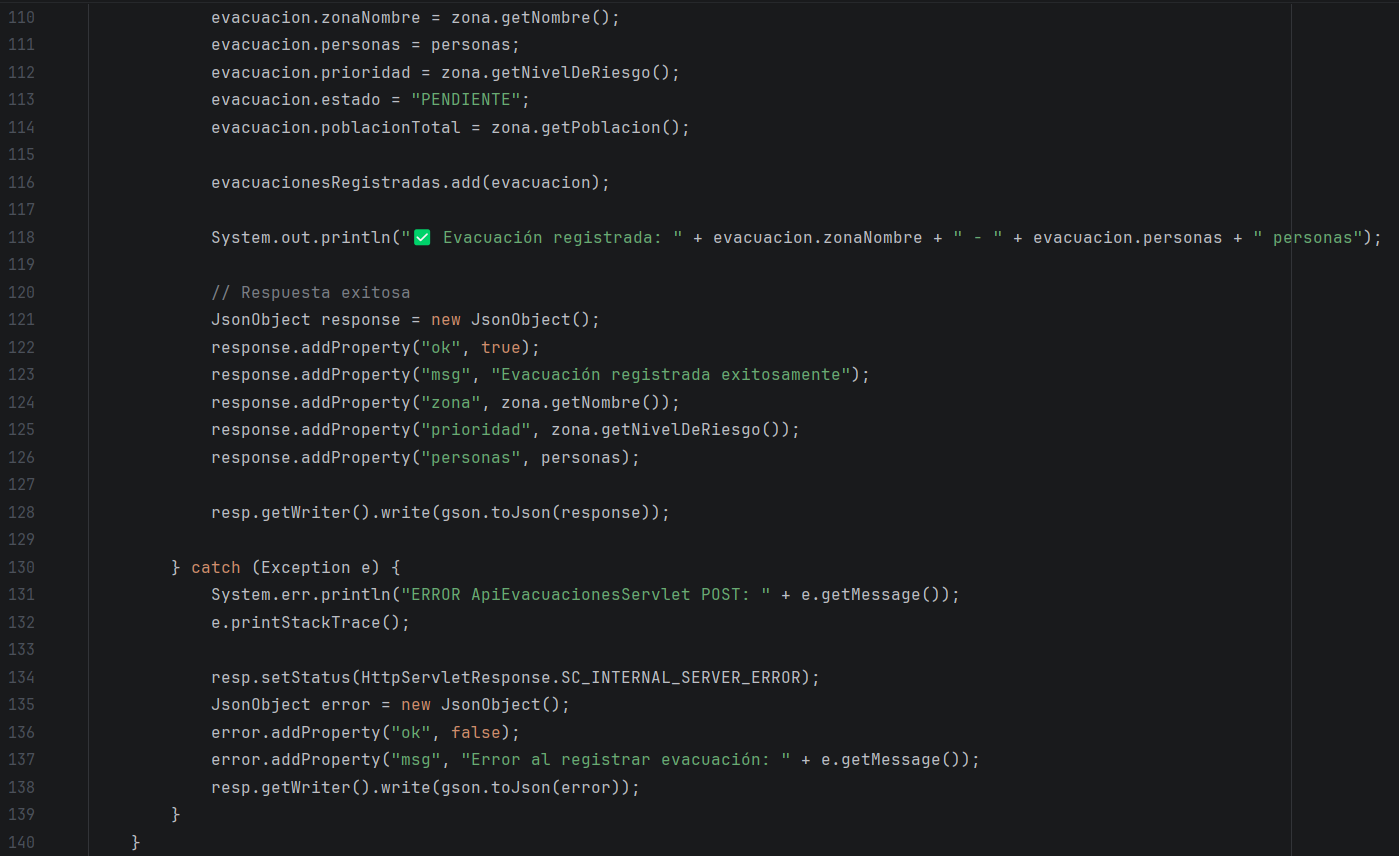 110 evacuacion.zonaNombre = zona.getNombre();
111 evacuacion.personas = personas;
112 evacuacion.prioridad = zona.getNivelDeRiesgo();
113 evacuacion.estado = "PENDIENTE";
114 evacuacion.poblacionTotal = zona.getPoblacion();
115
116 evacuacionesRegistradas.add(evacuacion);
117
118 System.out.println("✅ Evacuación registrada: " + evacuacion.zonaNombre + " - " + evacuacion.personas + " personas");
119
120 // Respuesta exitosa
121 JsonObject response = new JsonObject();
122 response.addProperty("ok", true);
123 response.addProperty("msg", "Evacuación registrada exitosamente");
124 response.addProperty("zona", zona.getNombre());
125 response.addProperty("prioridad", zona.getNivelDeRiesgo());
126 response.addProperty("personas", personas);
127
128 resp.getWriter().write(gson.toJson(response));
129
130 } catch (Exception e) {
131 System.err.println("ERROR ApiEvacuacionesServlet POST: " + e.getMessage());
132 e.printStackTrace();
133
134 resp.setStatus(HttpServletResponse.SC_INTERNAL_SERVER_ERROR);
135 JsonObject error = new JsonObject();
136 error.addProperty("ok", false);
137 error.addProperty("msg", "Error al registrar evacuación: " + e.getMessage());
138 resp.getWriter().write(gson.toJson(error));
139 }
140 }